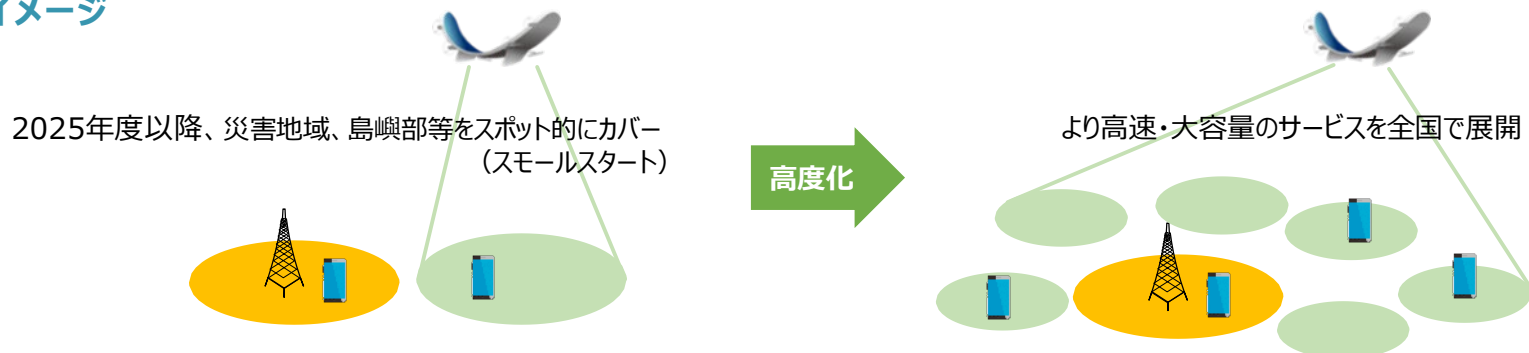 イメージ
2025年度以降、災害地域、島嶼部等をスポット的にカバー
（スモールスタート）
高度化
より高速・大容量のサービスを全国で展開